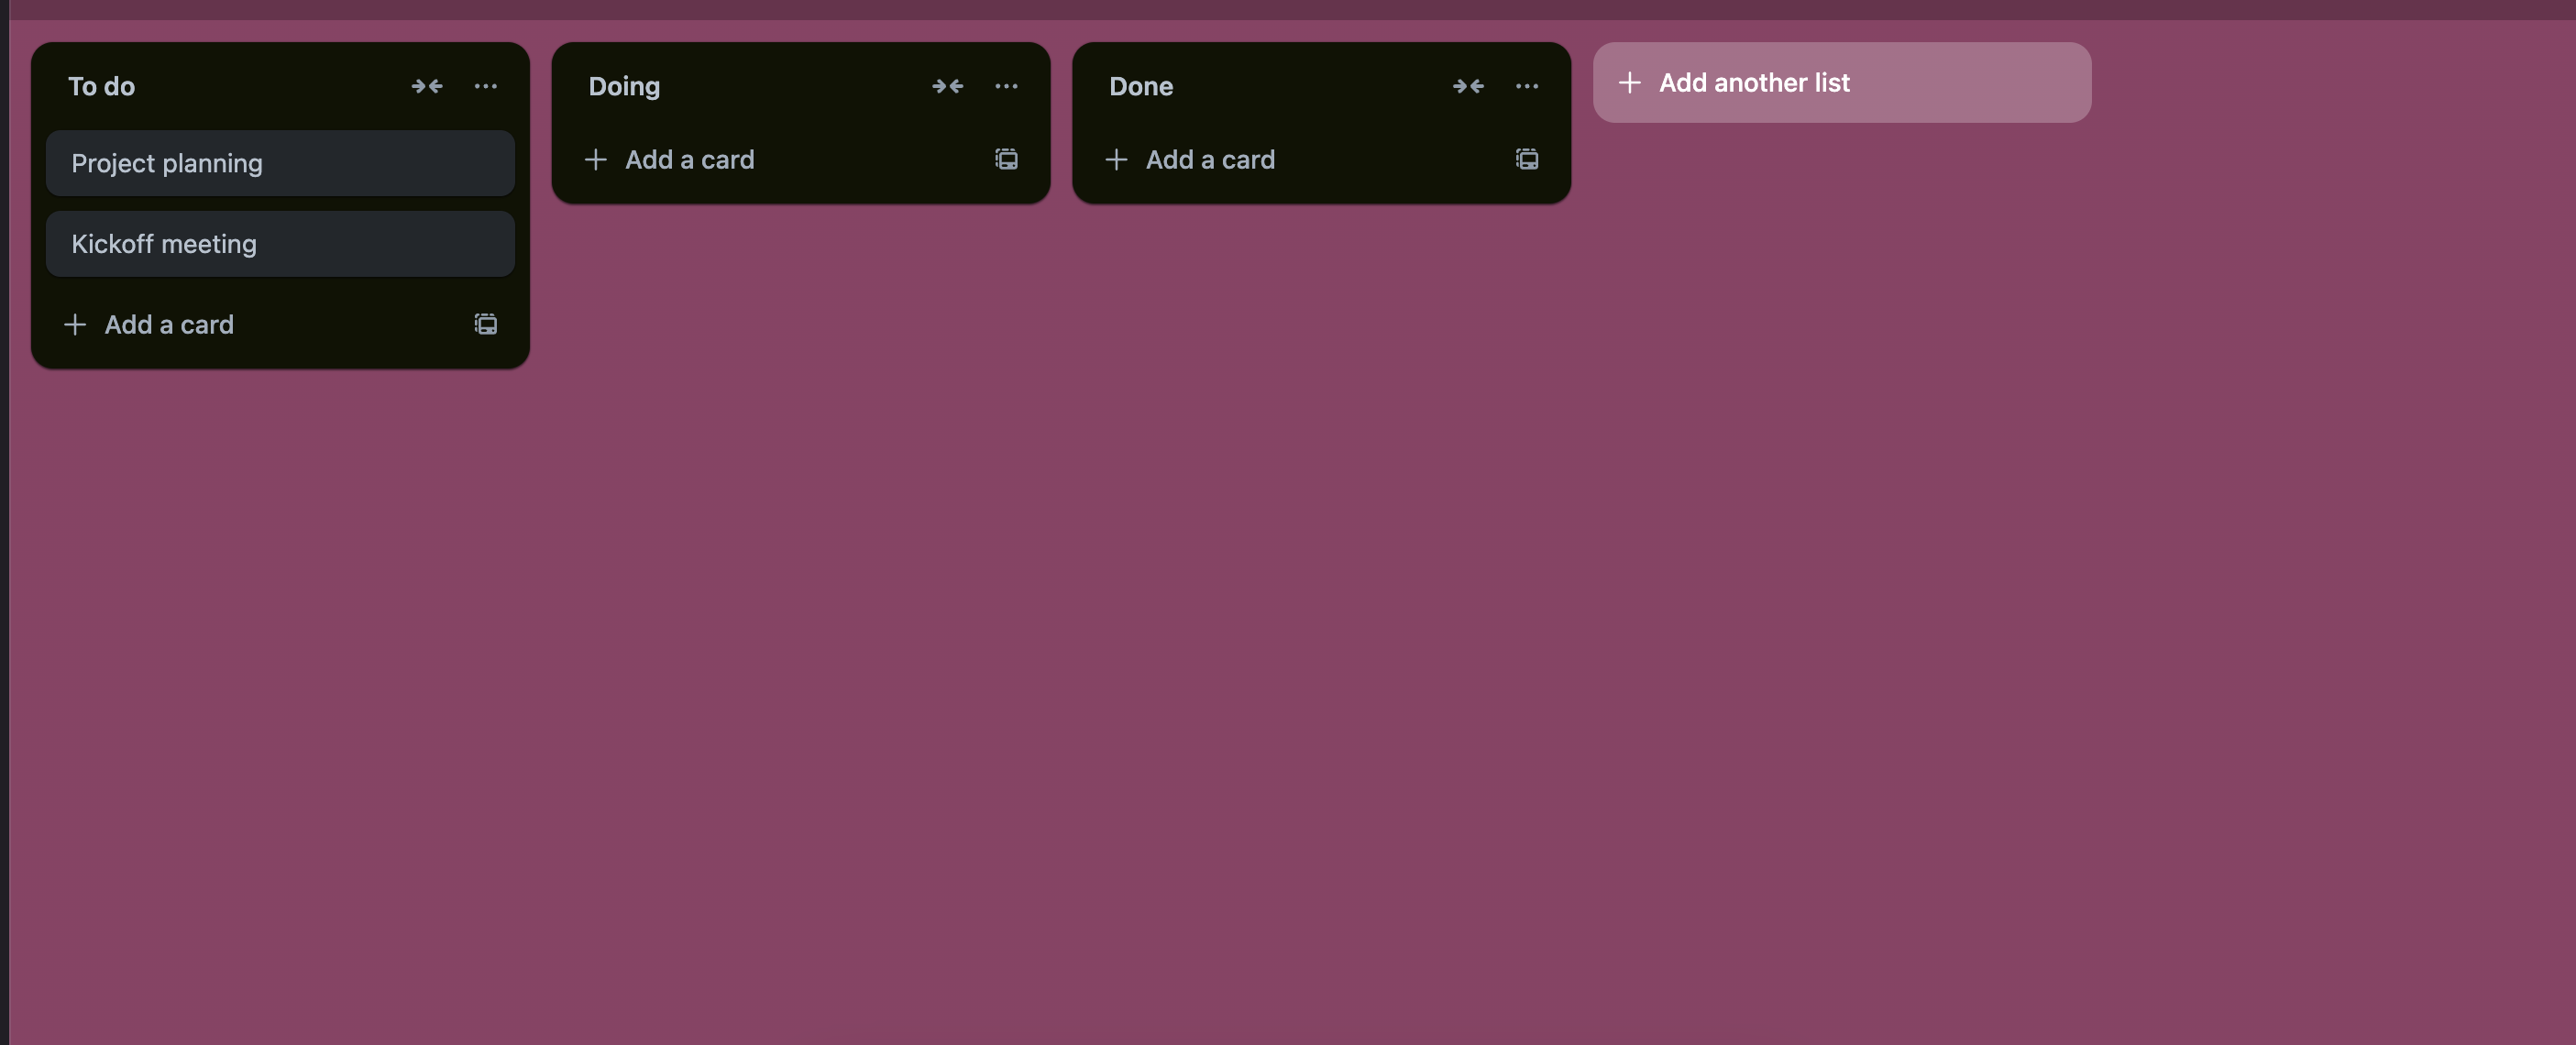 To do
Project planning
Kickoff meeting
Add a card
Doing
Add a card
Done
Add a card
Add another list